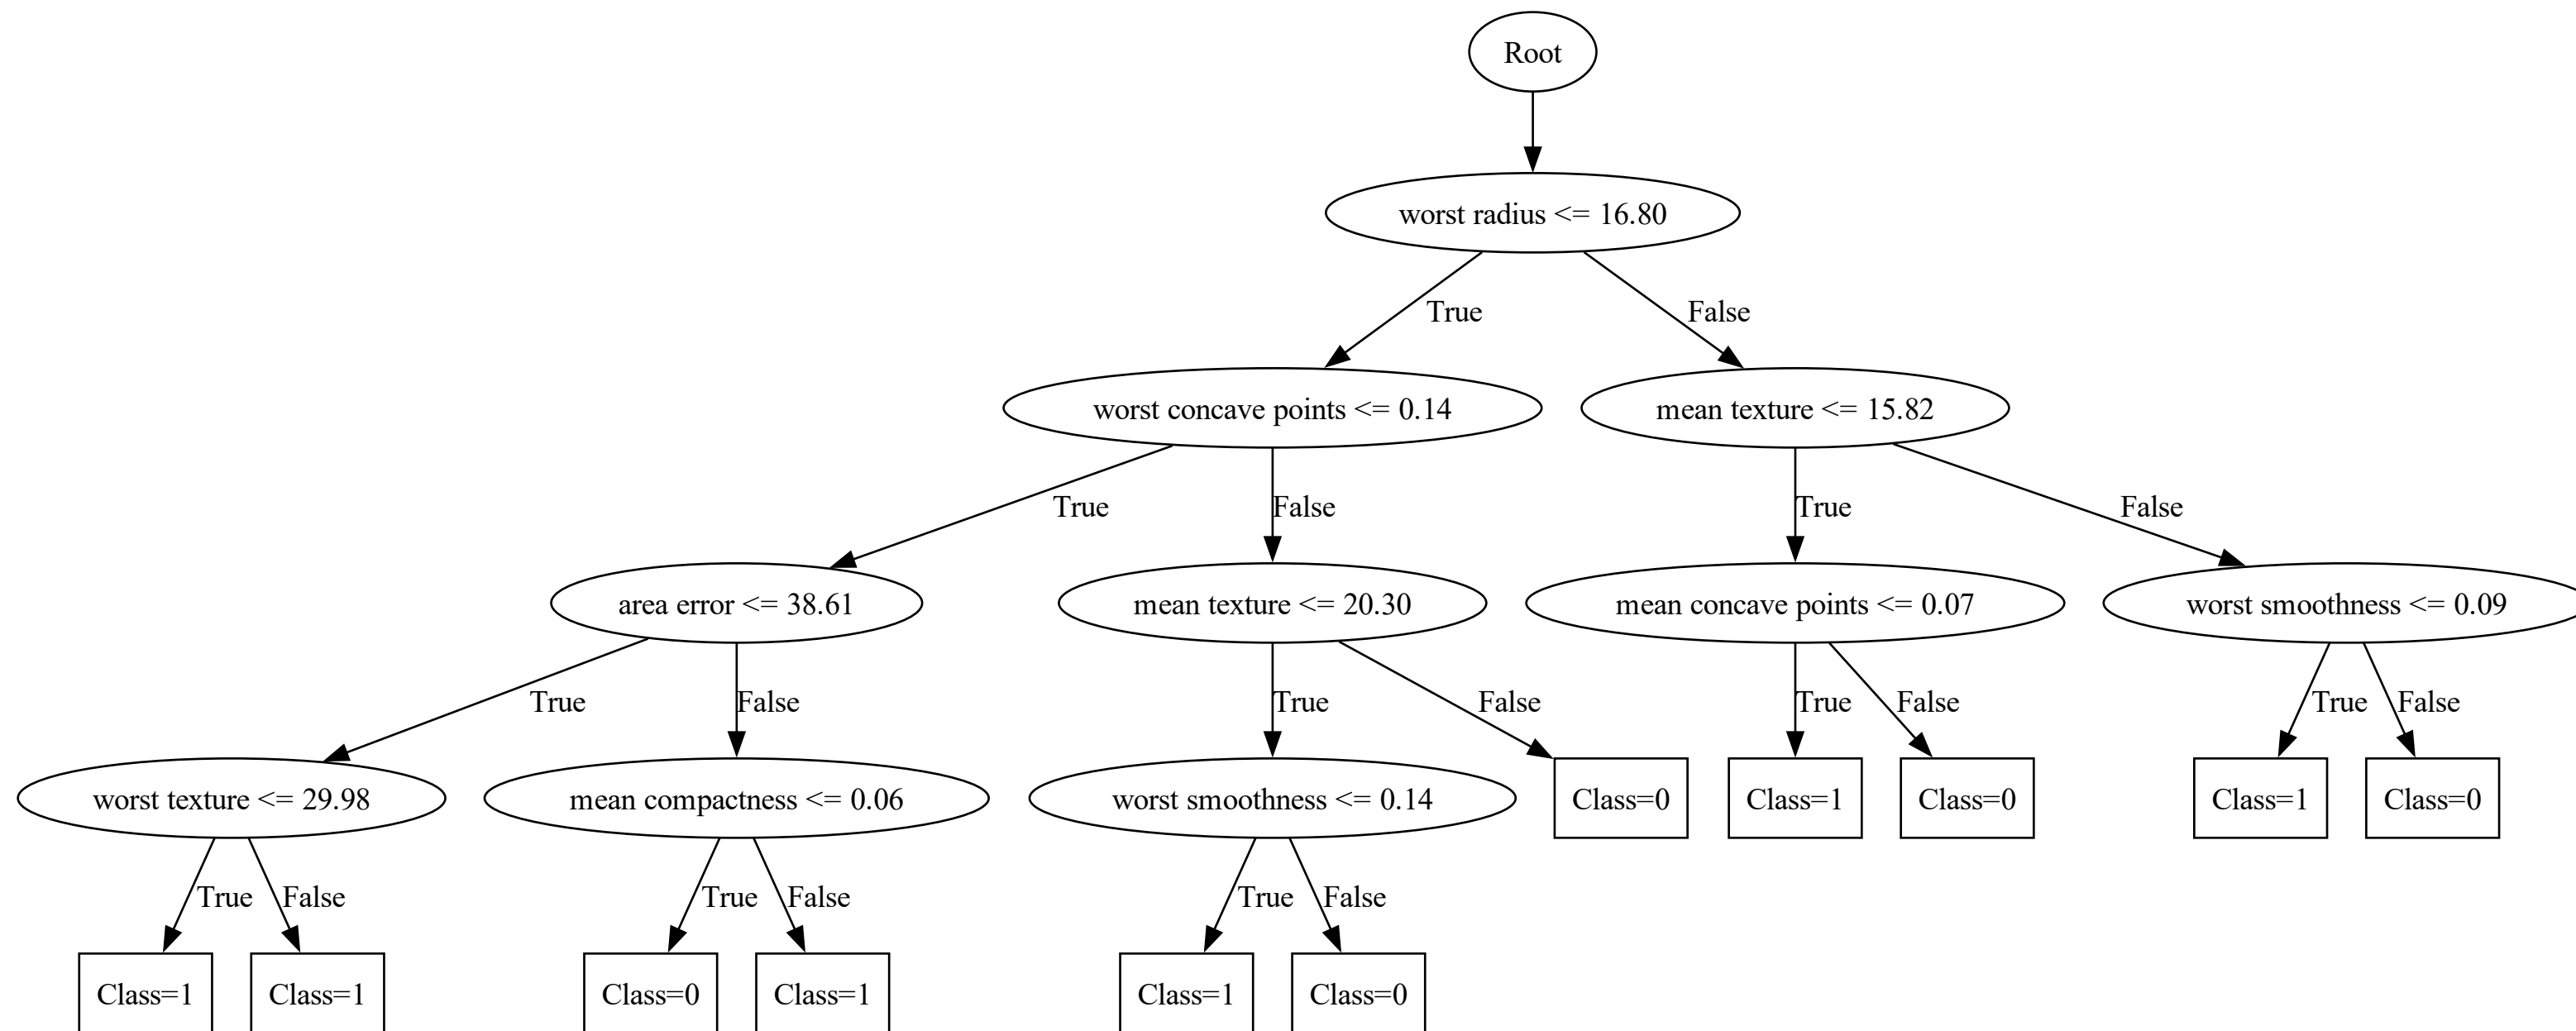 Root
worst radius <= 16.80
True
False
worst concave points <= 0.14
mean texture <= 15.82
True
False
True
False
area error <= 38.61
mean texture <= 20.30
mean concave points <= 0.07
worst smoothness <= 0.09
True
False
True
False
True
False
True
False
worst texture <= 29.98
mean compactness <= 0.06
worst smoothness <= 0.14
Class=0
Class=1
Class=0
Class=1
Class=0
True
False
True
False
True
False
Class=1
Class=1
Class=0
Class=1
Class=1
Class=0